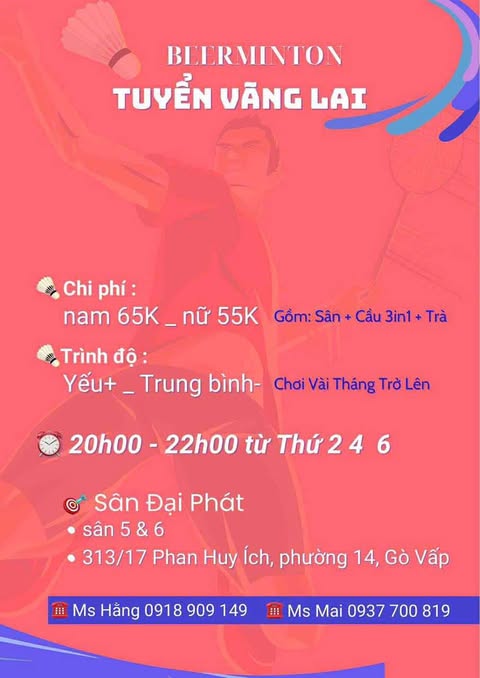 BEERMINTON
TUYỂN VÃNG LAI
Chi phí :
nam 65K _ nữ 55K Gồm: Sân + Cầu 3in1 + Trà
Trình độ :
Yếu+ _ Trung bình- Chơi Vài Tháng Trở Lên
20h00 - 22h00 từ Thứ 2 4 6
Sân Đại Phát
• sân 5 & 6
• 313/17 Phan Huy Ích, phường 14, Gò Vấp
Ms Hằng 0918 909 149 Ms Mai 0937 700 819